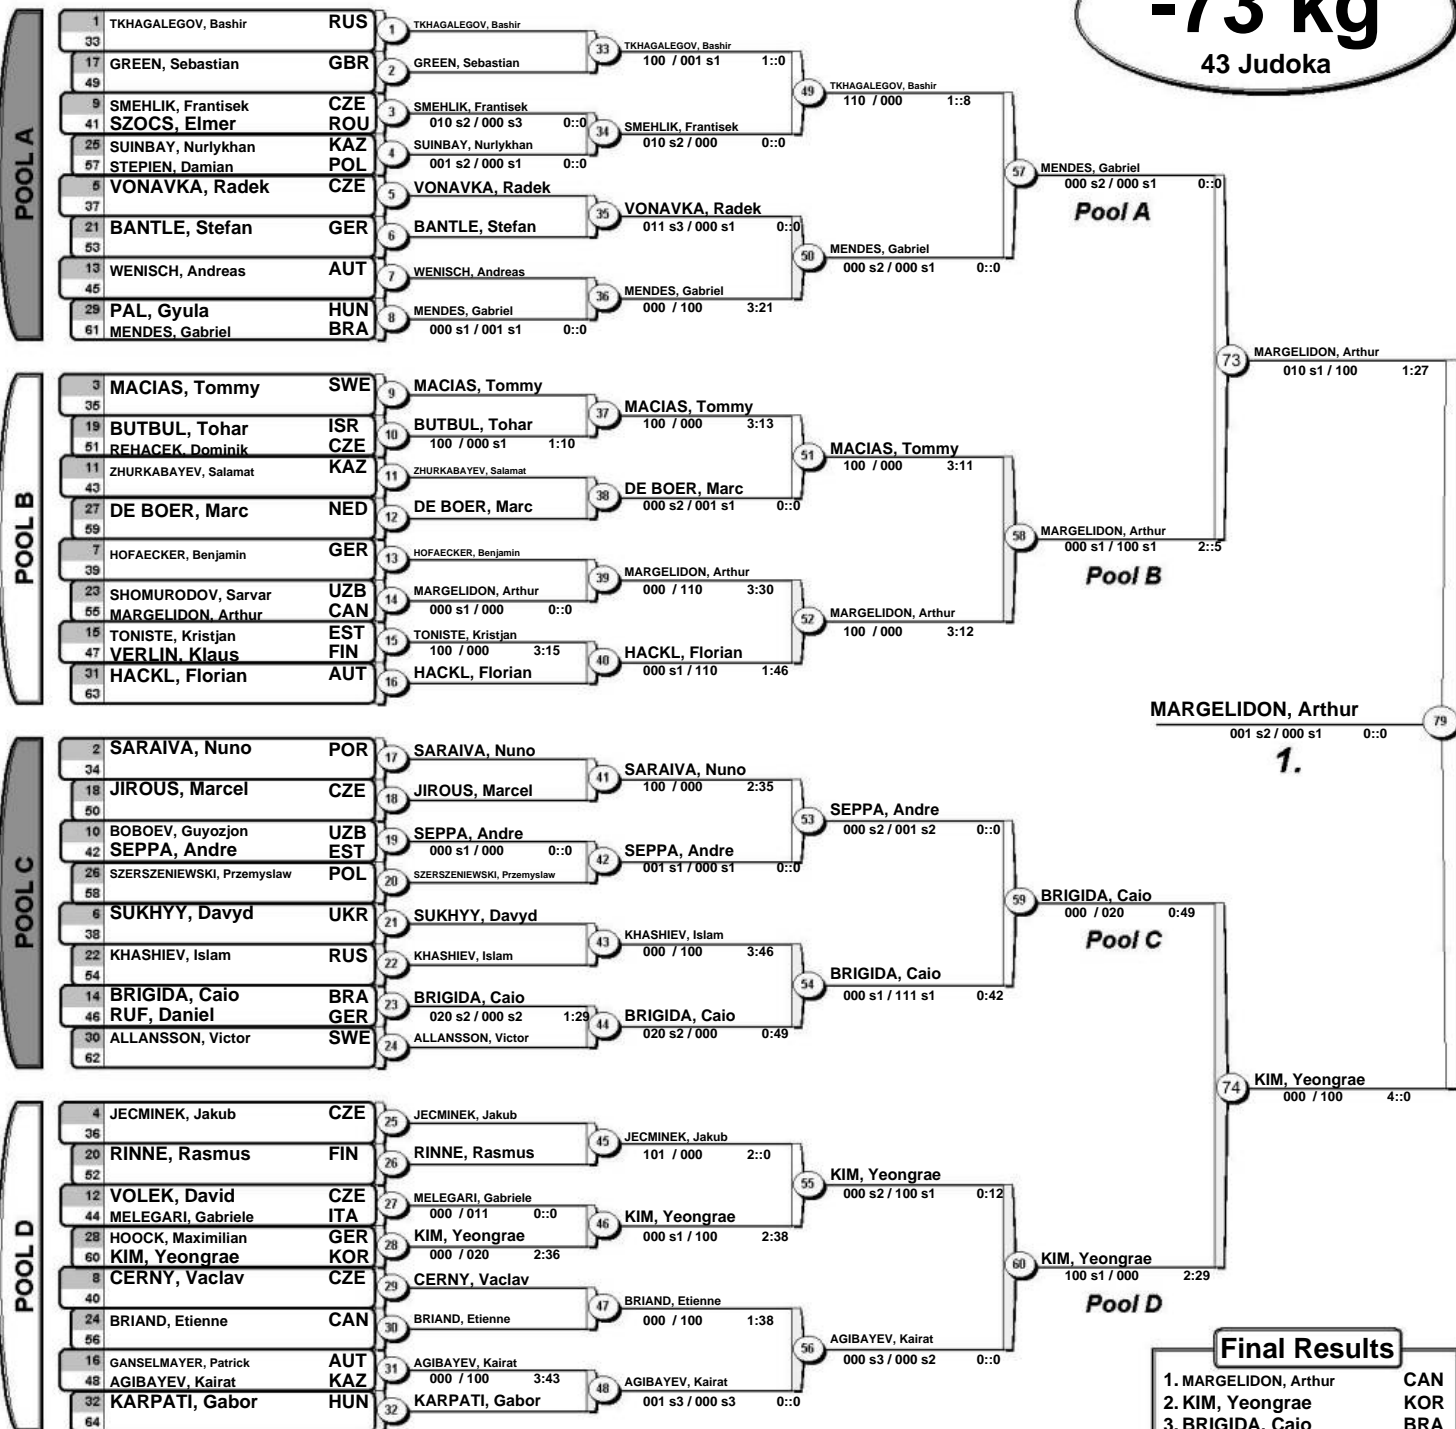 -73 kg
43 Judoka
POOL A
1 TKHAGALEGOV, Bashir RUS
33
17 GREEN, Sebastian GBR
49
9 SMEHLIK, Frantisek CZE
41 SZOCS, Elmer ROU
25 SUINBAY, Nurlykhan KAZ
57 STEPIEN, Damian POL
5 VONAVKA, Radek CZE
37
21 BANTLE, Stefan GER
53
13 WENISCH, Andreas AUT
45
29 PAL, Gyula HUN
61 MENDES, Gabriel BRA
1 TKHAGALEGOV, Bashir
2 GREEN, Sebastian
3 SMEHLIK, Frantisek
010 s2 / 000 s3 0::0
4 SUINBAY, Nurlykhan
001 s2 / 000 s1 0::0
5 VONAVKA, Radek
6 BANTLE, Stefan
7 WENISCH, Andreas
8 MENDES, Gabriel
000 s1 / 001 s1 0::0
33 TKHAGALEGOV, Bashir
100 / 001 s1 1::0
34 SMEHLIK, Frantisek
010 s2 / 000 0::0
35 VONAVKA, Radek
011 s3 / 000 s1 0::0
36 MENDES, Gabriel
000 / 100 3:21
49 TKHAGALEGOV, Bashir
110 / 000 1::8
50 MENDES, Gabriel
000 s2 / 000 s1 0::0
57 MENDES, Gabriel
000 s2 / 000 s1 0::0
Pool A
POOL B
3 MACIAS, Tommy SWE
35
19 BUTBUL, Tohar ISR
51 REHACEK, Dominik CZE
11 ZHURKABAYEV, Salamat KAZ
43
27 DE BOER, Marc NED
59
7 HOFAECKER, Benjamin GER
39
23 SHOMURODOV, Sarvar UZB
55 MARGELIDON, Arthur CAN
15 TONISTE, Kristjan EST
47 VERLIN, Klaus FIN
31 HACKL, Florian AUT
63
9 MACIAS, Tommy
10 BUTBUL, Tohar
100 / 000 s1 1:10
11 ZHURKABAYEV, Salamat
12 DE BOER, Marc
13 HOFAECKER, Benjamin
14 MARGELIDON, Arthur
000 s1 / 000 0::0
15 TONISTE, Kristjan
100 / 000 3:15
16 HACKL, Florian
37 MACIAS, Tommy
100 / 000 3:13
38 DE BOER, Marc
000 s2 / 001 s1 0::0
39 MARGELIDON, Arthur
000 / 110 3:30
40 HACKL, Florian
000 s1 / 110 1:46
51 MACIAS, Tommy
100 / 000 3:11
52 MARGELIDON, Arthur
100 / 000 3:12
58 MARGELIDON, Arthur
000 s1 / 100 s1 2::5
Pool B
73 MARGELIDON, Arthur
010 s1 / 100 1:27
MARGELIDON, Arthur 79
001 s2 / 000 s1 0::0
1.
POOL C
2 SARAIVA, Nuno POR
34
18 JIROUS, Marcel CZE
50
10 BOBOEV, Guyozjon UZB
42 SEPPA, Andre EST
26 SZERSZENIEWSKI, Przemyslaw POL
58
6 SUKHYY, Davyd UKR
38
22 KHASHIEV, Islam RUS
54
14 BRIGIDA, Caio BRA
46 RUF, Daniel GER
30 ALLANSSON, Victor SWE
62
17 SARAIVA, Nuno
18 JIROUS, Marcel
19 SEPPA, Andre
000 s1 / 000 0::0
20 SZERSZENIEWSKI, Przemyslaw
21 SUKHYY, Davyd
22 KHASHIEV, Islam
23 BRIGIDA, Caio
020 s2 / 000 s2 1:29
24 ALLANSSON, Victor
41 SARAIVA, Nuno
100 / 000 2:35
42 SEPPA, Andre
001 s1 / 000 s1 0::0
43 KHASHIEV, Islam
000 / 100 3:46
44 BRIGIDA, Caio
020 s2 / 000 0:49
53 SEPPA, Andre
000 s2 / 001 s2 0::0
54 BRIGIDA, Caio
000 s1 / 111 s1 0:42
59 BRIGIDA, Caio
000 / 020 0:49
Pool C
74 KIM, Yeongrae
000 / 100 4::0
POOL D
4 JECMINEK, Jakub CZE
36
20 RINNE, Rasmus FIN
52
12 VOLEK, David CZE
44 MELEGARI, Gabriele ITA
28 HOOCK, Maximilian GER
60 KIM, Yeongrae KOR
8 CERNY, Vaclav CZE
40
24 BRIAND, Etienne CAN
56
16 GANSELMAYER, Patrick AUT
48 AGIBAYEV, Kairat KAZ
32 KARPATI, Gabor HUN
64
25 JECMINEK, Jakub
26 RINNE, Rasmus
27 MELEGARI, Gabriele
000 / 011 0::0
28 KIM, Yeongrae
000 / 020 2:36
29 CERNY, Vaclav
30 BRIAND, Etienne
31 AGIBAYEV, Kairat
000 / 100 3:43
32 KARPATI, Gabor
45 JECMINEK, Jakub
101 / 000 2::0
46 KIM, Yeongrae
000 s1 / 100 2:38
47 BRIAND, Etienne
000 / 100 1:38
48 AGIBAYEV, Kairat
001 s3 / 000 s3 0::0
55 KIM, Yeongrae
000 s2 / 100 s1 0:12
56 AGIBAYEV, Kairat
000 s3 / 000 s2 0::0
60 KIM, Yeongrae
100 s1 / 000 2:29
Pool D
Final Results
1. MARGELIDON, Arthur CAN
2. KIM, Yeongrae KOR
3. BRIGIDA, Caio BRA